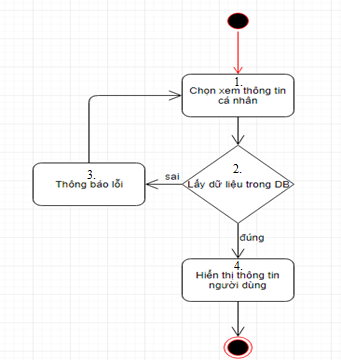 1.
Chọn xem thông tin
cá nhân
2.
Lấy dữ liệu trong DB
sai
3.
Thông báo lỗi
đúng
4.
Hiển thị thông tin
người dùng